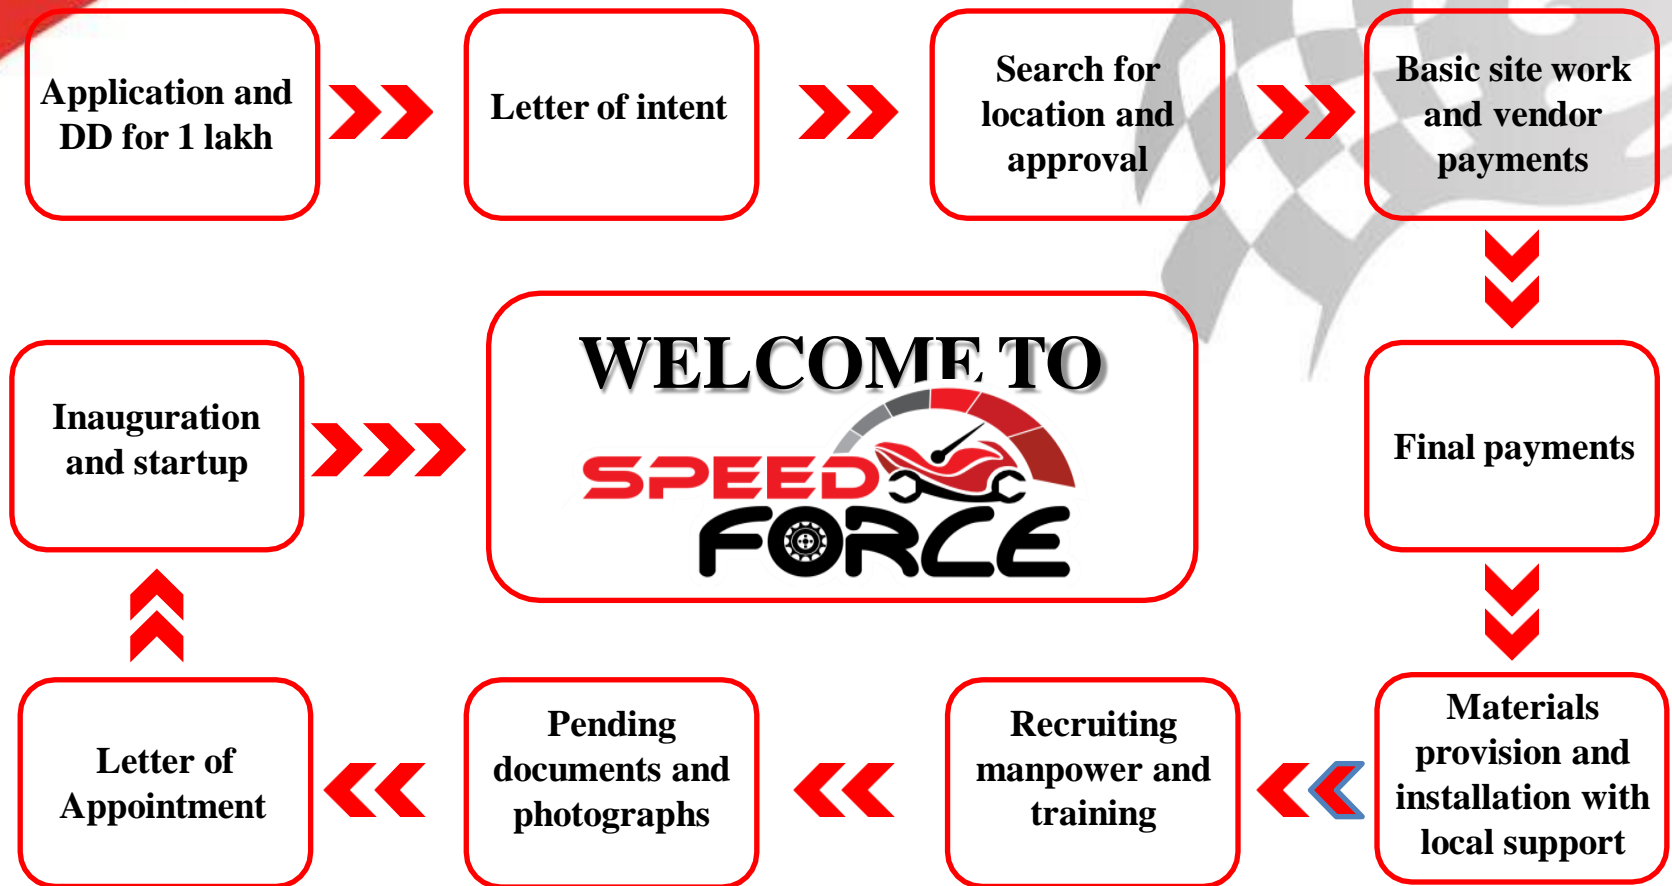 Application and
DD for 1 lakh
Letter of intent
Search for
location and
approval
Basic site work
and vendor
payments
Final payments
Materials
provision and
installation with
local support
Recruiting
manpower and
training
Pending
documents and
photographs
Letter of
Appointment
Inauguration
and startup
WELCOME TO
SPEED
FORCE